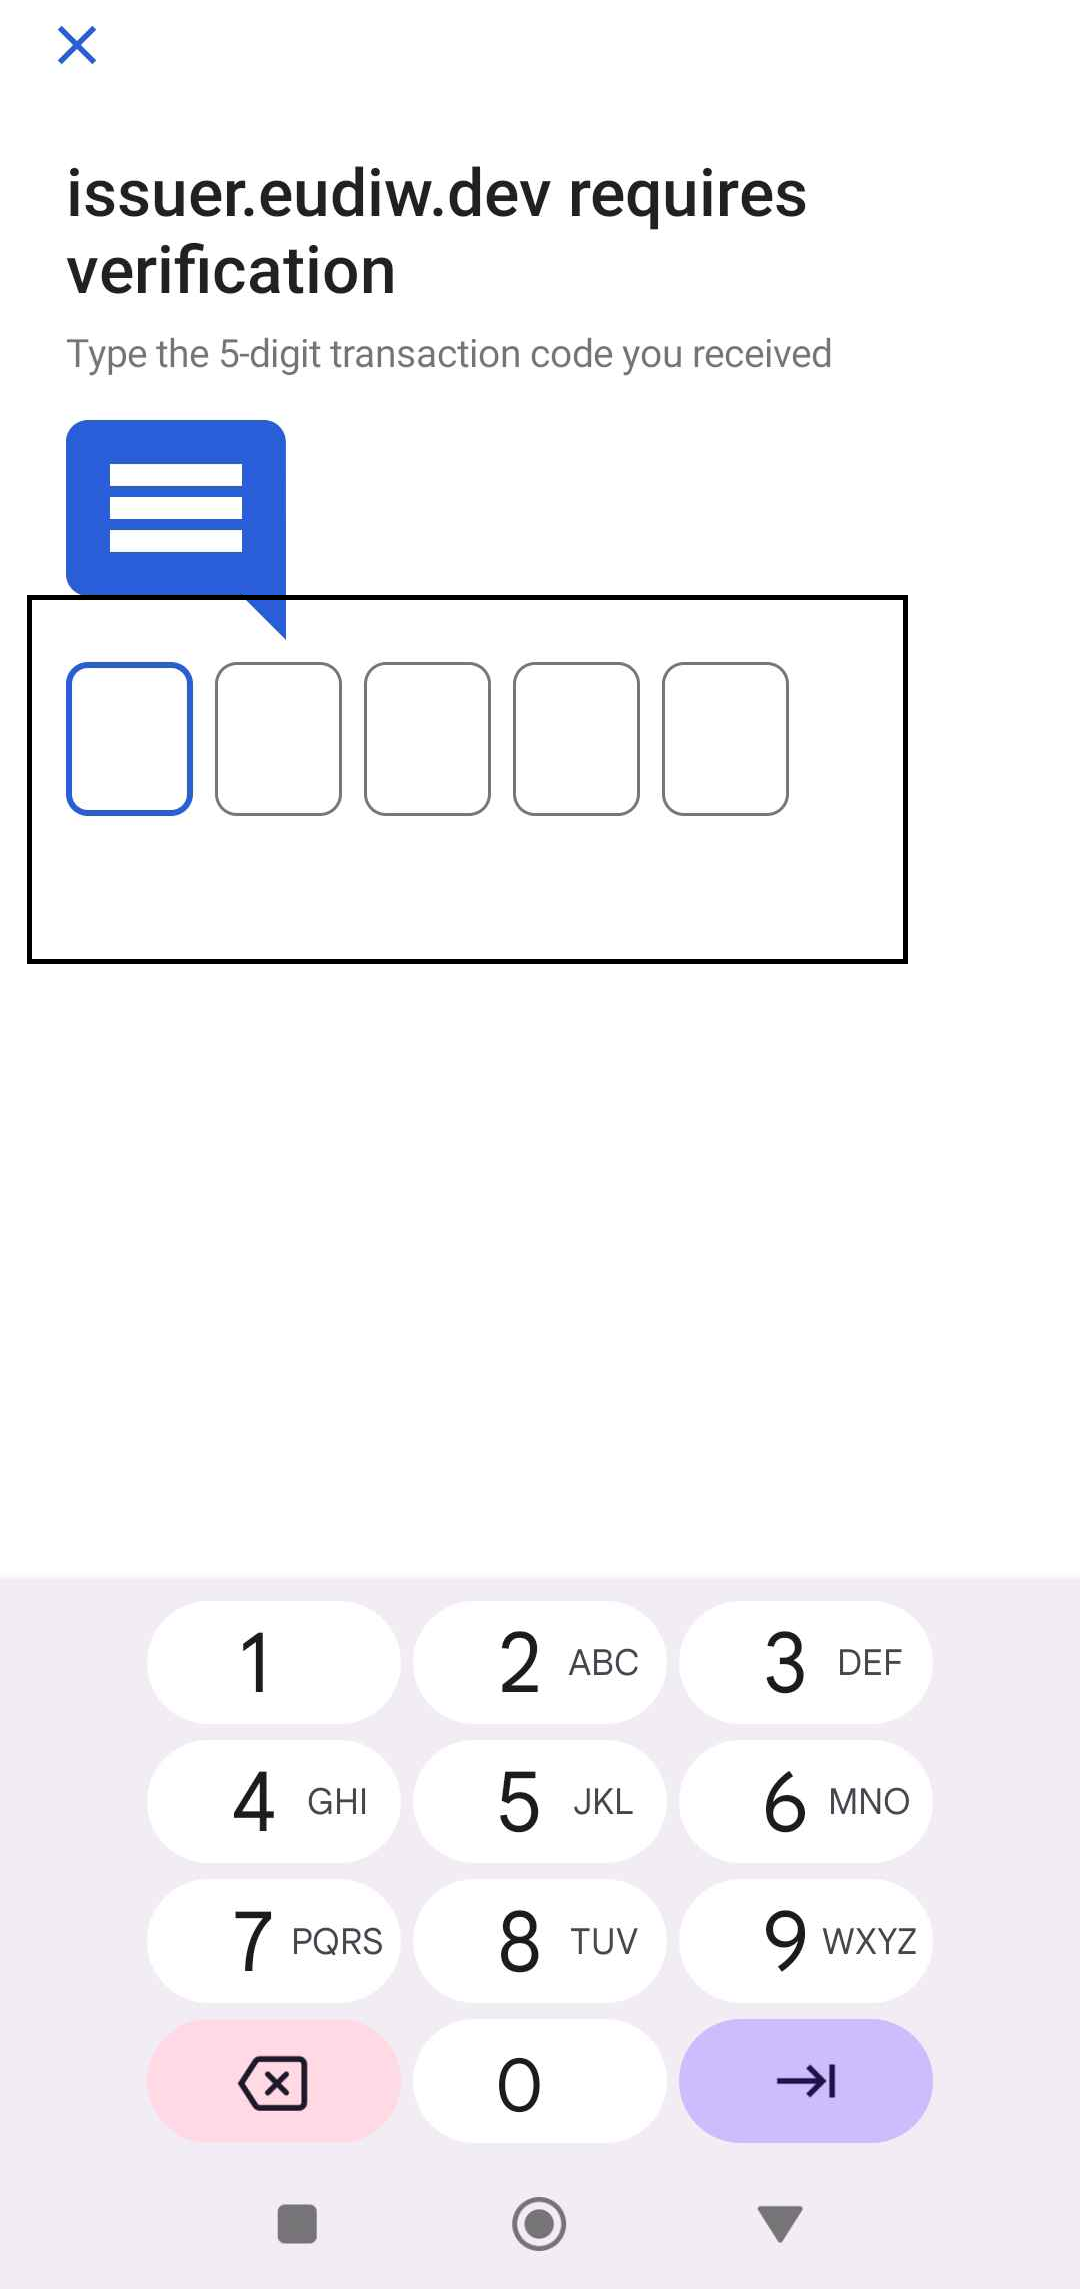 issuer.eudiw.dev requires
verification
Type the 5-digit transaction code you received
1
2 ABC
3 DEF
4 GHI
5 JKL
6 MNO
7 PQRS
8 TUV
9 WXYZ
0